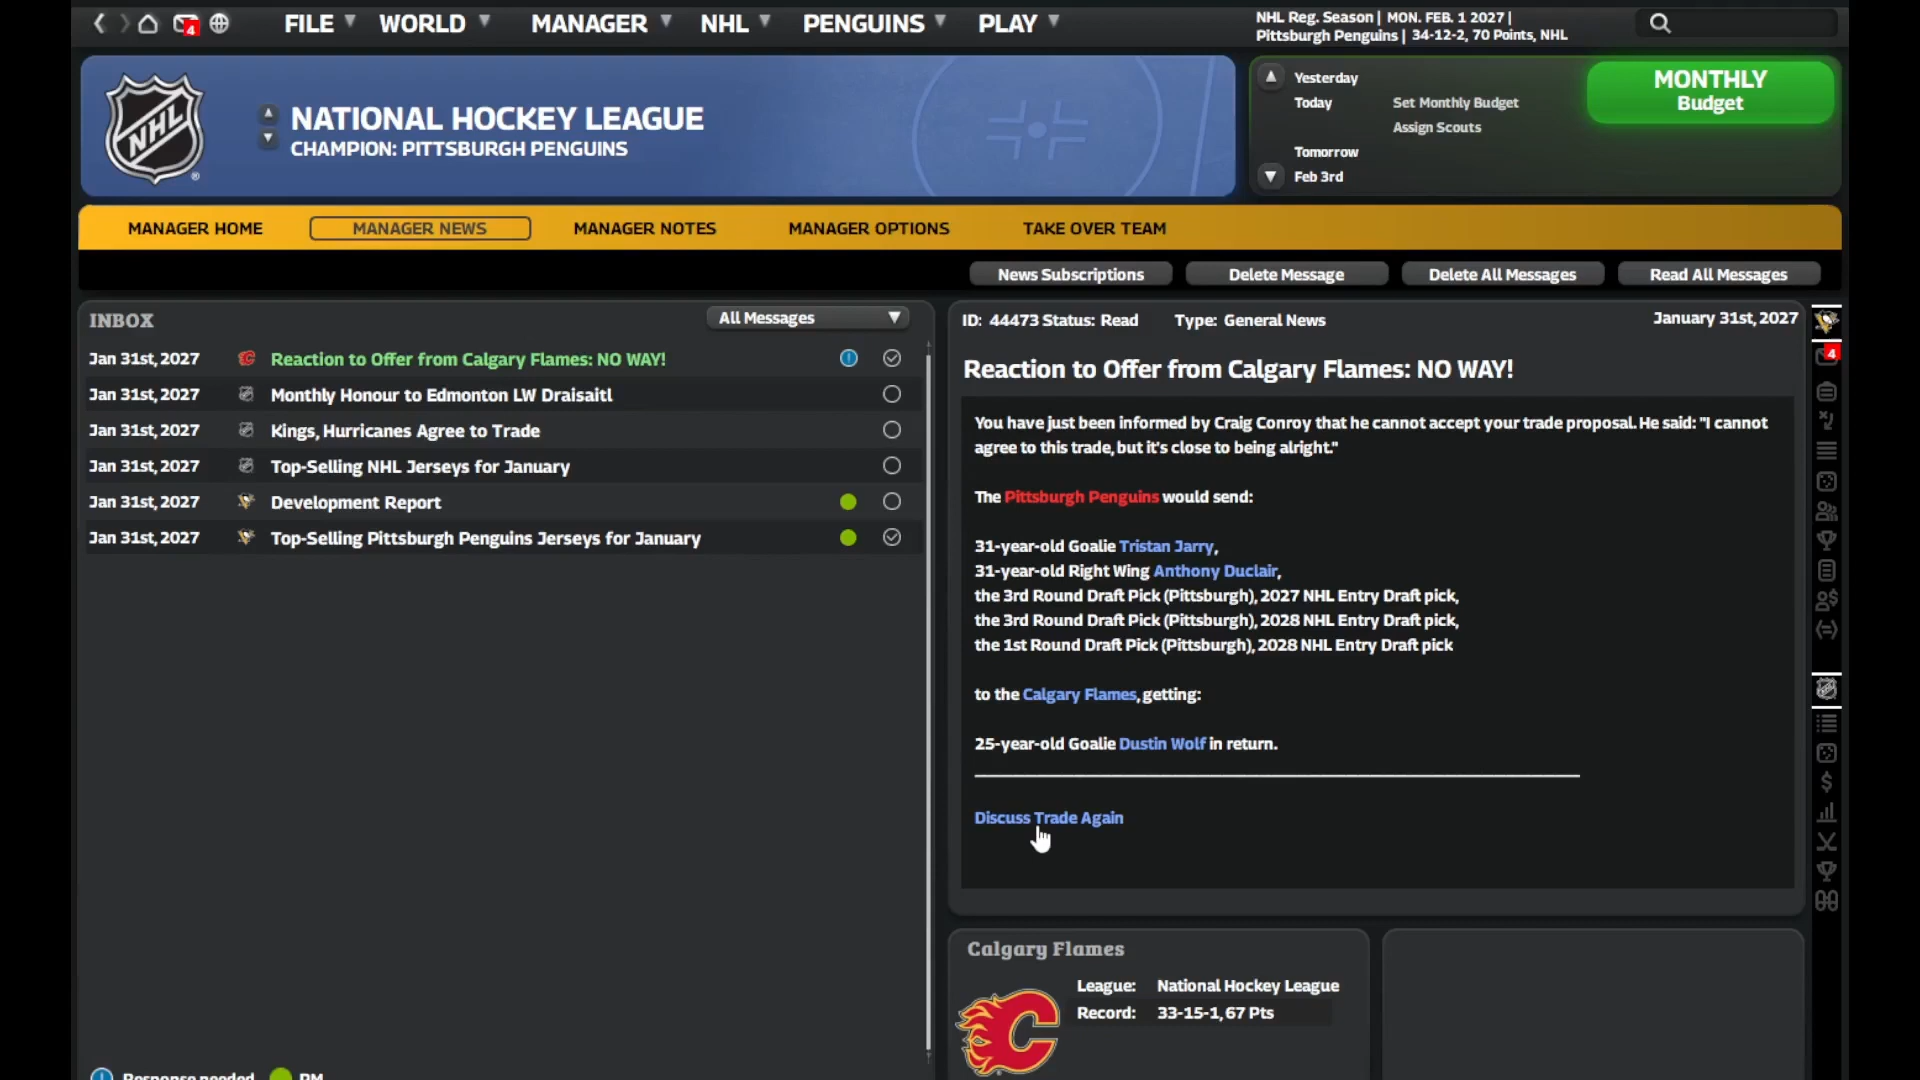 FILE WORLD MANAGER NHL PENGUINS PLAY
4
NHL Reg. Season | MON. FEB. 1 2027 |
Pittsburgh Penguins | 34-12-2, 70 Points, NHL
NHL
NATIONAL HOCKEY LEAGUE
CHAMPION: PITTSBURGH PENGUINS
Yesterday
Today Set Monthly Budget
Assign Scouts
Tomorrow
Feb 3rd
MONTHLY
Budget
MANAGER HOME MANAGER NEWS MANAGER NOTES MANAGER OPTIONS TAKE OVER TEAM
News Subscriptions Delete Message Delete All Messages Read All Messages
INBOX All Messages
Jan 31st, 2027 Reaction to Offer from Calgary Flames: NO WAY!
Jan 31st, 2027 Monthly Honour to Edmonton LW Draisaitl
Jan 31st, 2027 Kings, Hurricanes Agree to Trade
Jan 31st, 2027 Top-Selling NHL Jerseys for January
Jan 31st, 2027 Development Report
Jan 31st, 2027 Top-Selling Pittsburgh Penguins Jerseys for January
Response needed PM
ID: 44473 Status: Read Type: General News January 31st, 2027
4
Reaction to Offer from Calgary Flames: NO WAY!
You have just been informed by Craig Conroy that he cannot accept your trade proposal. He said: "I cannot
agree to this trade, but it's close to being alright."
The Pittsburgh Penguins would send:
31-year-old Goalie Tristan Jarry,
31-year-old Right Wing Anthony Duclair,
the 3rd Round Draft Pick (Pittsburgh), 2027 NHL Entry Draft pick,
the 3rd Round Draft Pick (Pittsburgh), 2028 NHL Entry Draft pick,
the 1st Round Draft Pick (Pittsburgh), 2028 NHL Entry Draft pick
to the Calgary Flames, getting:
25-year-old Goalie Dustin Wolf in return.
Discuss Trade Again
Calgary Flames
League: National Hockey League
Record: 33-15-1, 67 Pts